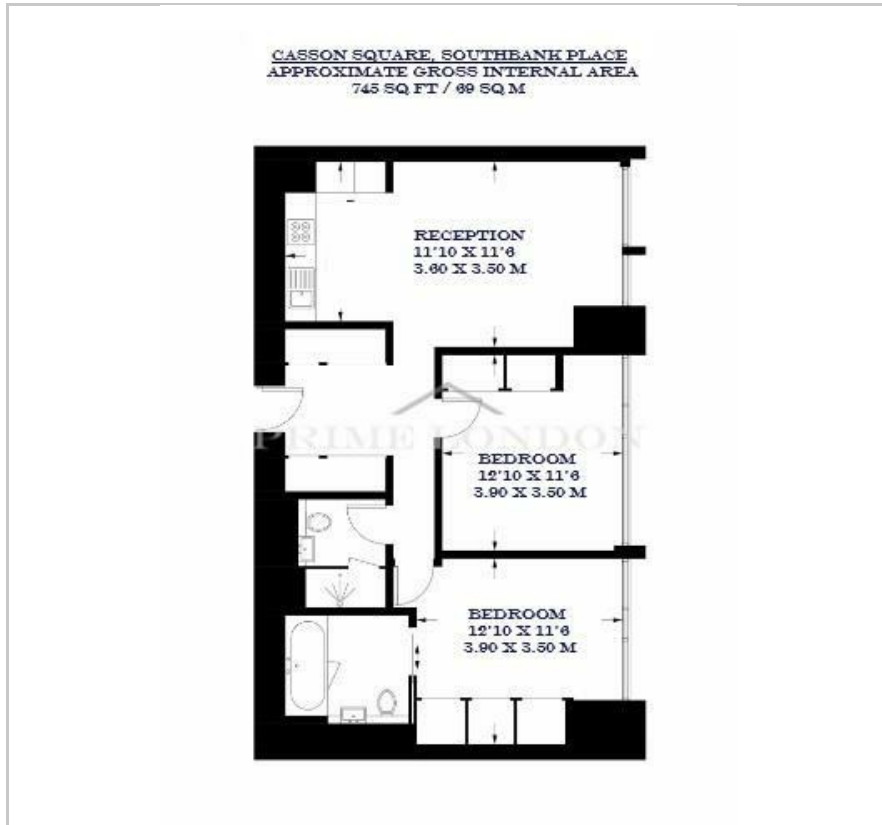 CASSON SQUARE, SOUTHBANK PLACE
APPROXIMATE GROSS INTERNAL AREA
745 SQ FT / 69 SQ M
RECEPTION
11'10 X 11'6
3.60 X 3.50 M
PRIME LONDON
BEDROOM
12'10 X 11'6
3.90 X 3.50 M
BEDROOM
12'10 X 11'6
3.90 X 3.50 M